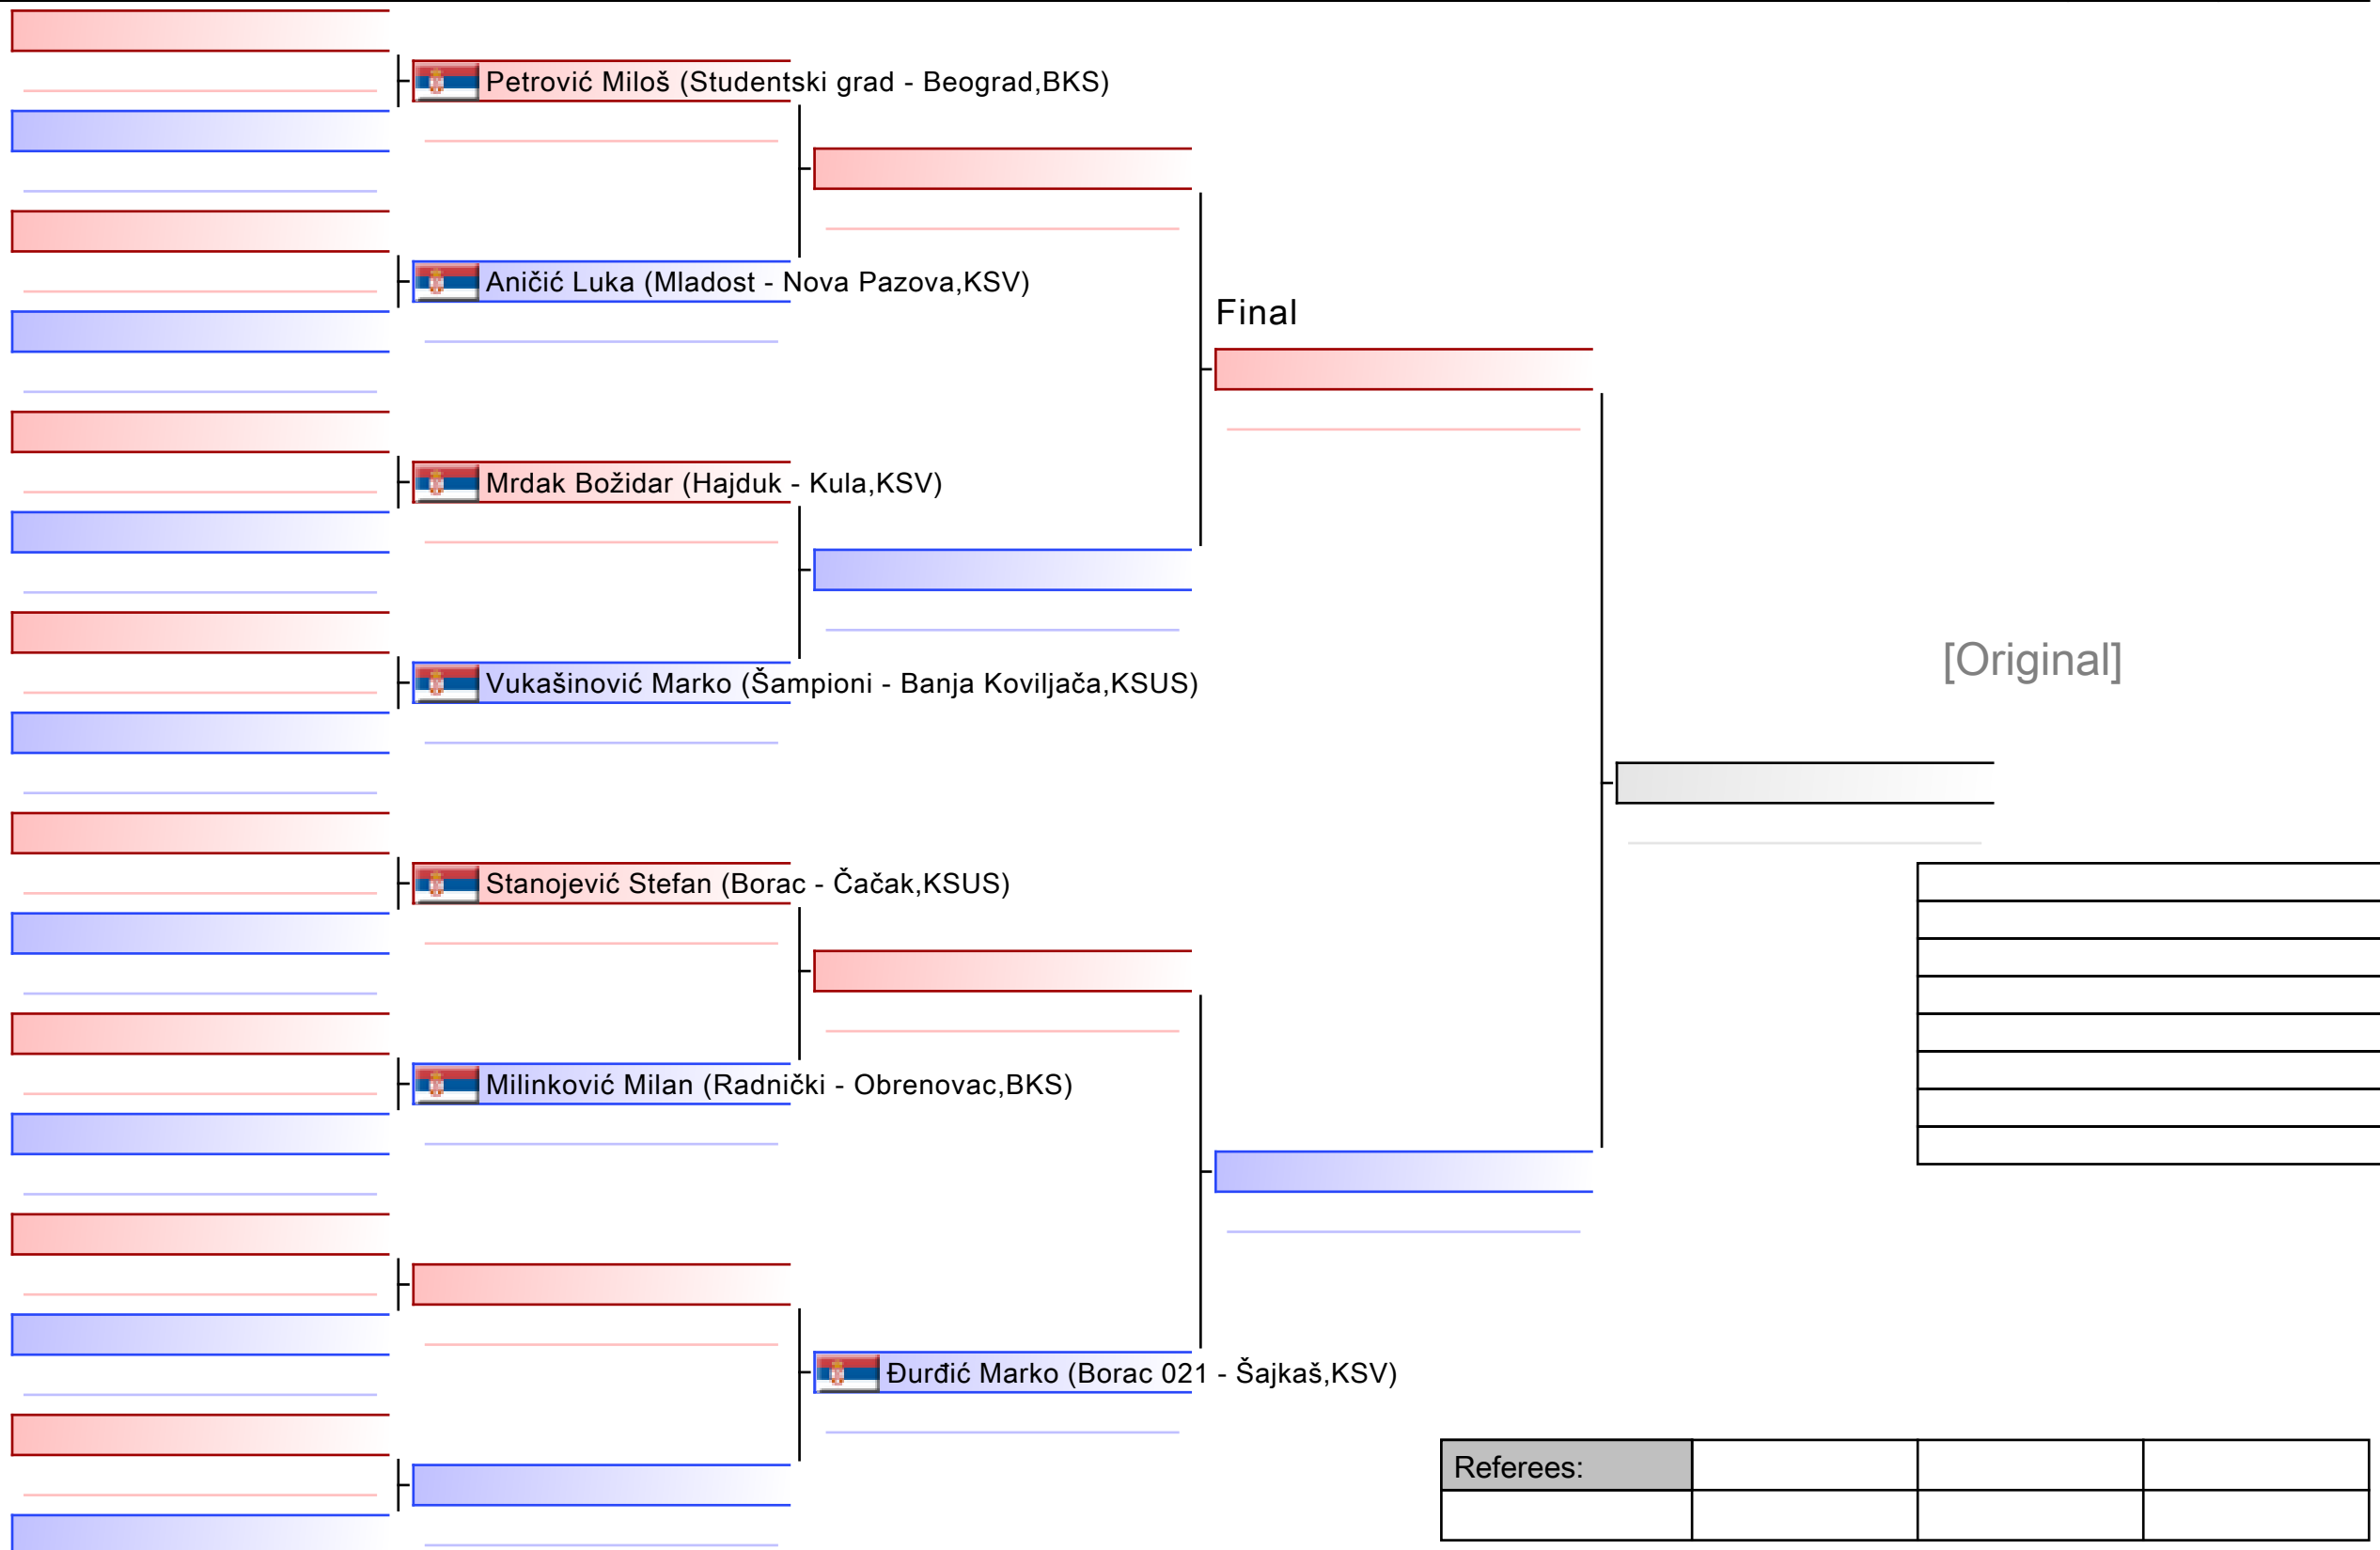 Petrović Miloš (Studentski grad - Beograd,BKS)
Aničić Luka (Mladost - Nova Pazova,KSV)
Final
Mrdak Božidar (Hajduk - Kula,KSV)
[Original]
Vukašinović Marko (Šampioni - Banja Koviljača,KSUS)
Stanojević Stefan (Borac - Čačak,KSUS)
Milinković Milan (Radnički - Obrenovac,BKS)
Đurđić Marko (Borac 021 - Šajkaš,KSV)
Referees: